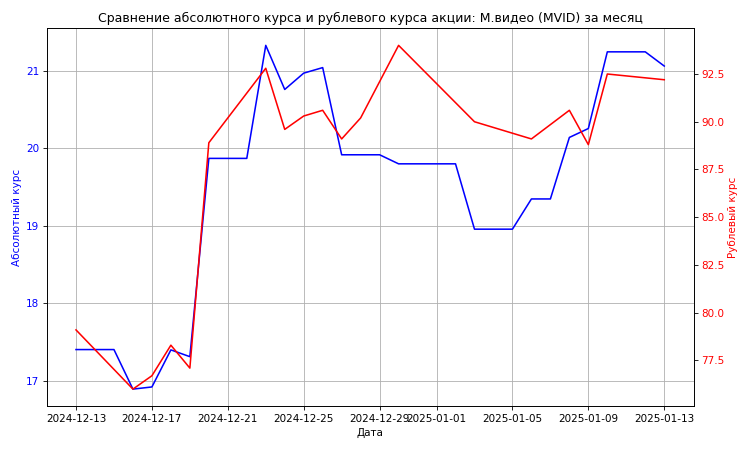 Сравнение абсолютного курса и рублевого курса акции: М.видео (MVID) за месяц
21
20
19
18
17
Абсолютный курс
92.5
90.0
87.5
85.0
82.5
80.0
77.5
Рублевый курс
2024-12-13 2024-12-17 2024-12-21 2024-12-25 2024-12-29 2025-01-01 2025-01-05 2025-01-09 2025-01-13
Дата